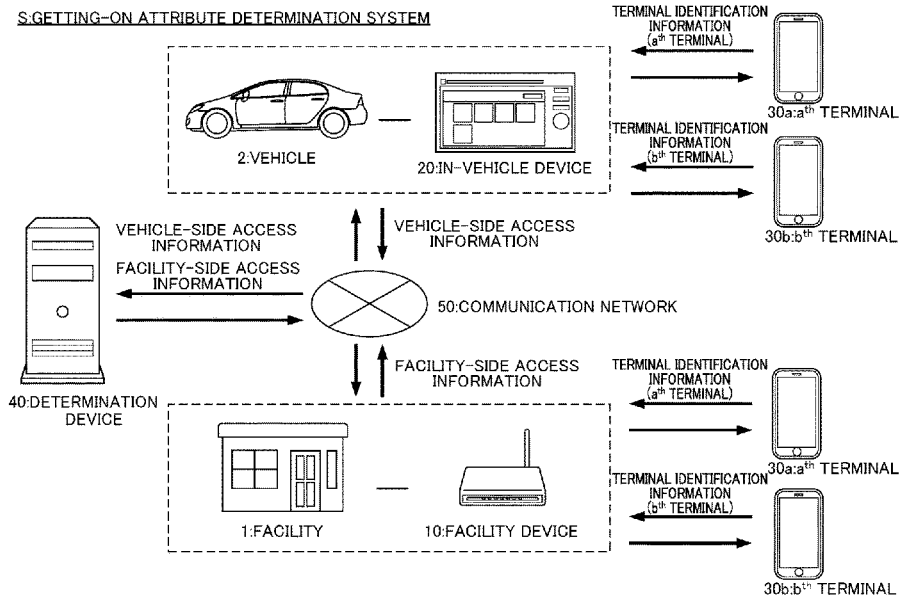 S:GETTING-ON ATTRIBUTE DETERMINATION SYSTEM
TERMINAL IDENTIFICATION
INFORMATION
(ath TERMINAL)
30a:ath TERMINAL
TERMINAL IDENTIFICATION
INFORMATION
(bth TERMINAL)
30b:bth TERMINAL
2:VEHICLE
20:IN-VEHICLE DEVICE
VEHICLE-SIDE ACCESS
INFORMATION
FACILITY-SIDE ACCESS
INFORMATION
VEHICLE-SIDE ACCESS
INFORMATION
50:COMMUNICATION NETWORK
FACILITY-SIDE ACCESS
INFORMATION
40:DETERMINATION
DEVICE
1:FACILITY
10:FACILITY DEVICE
TERMINAL IDENTIFICATION
INFORMATION
(ath TERMINAL)
30a:ath TERMINAL
TERMINAL IDENTIFICATION
INFORMATION
(bth TERMINAL)
30b:bth TERMINAL